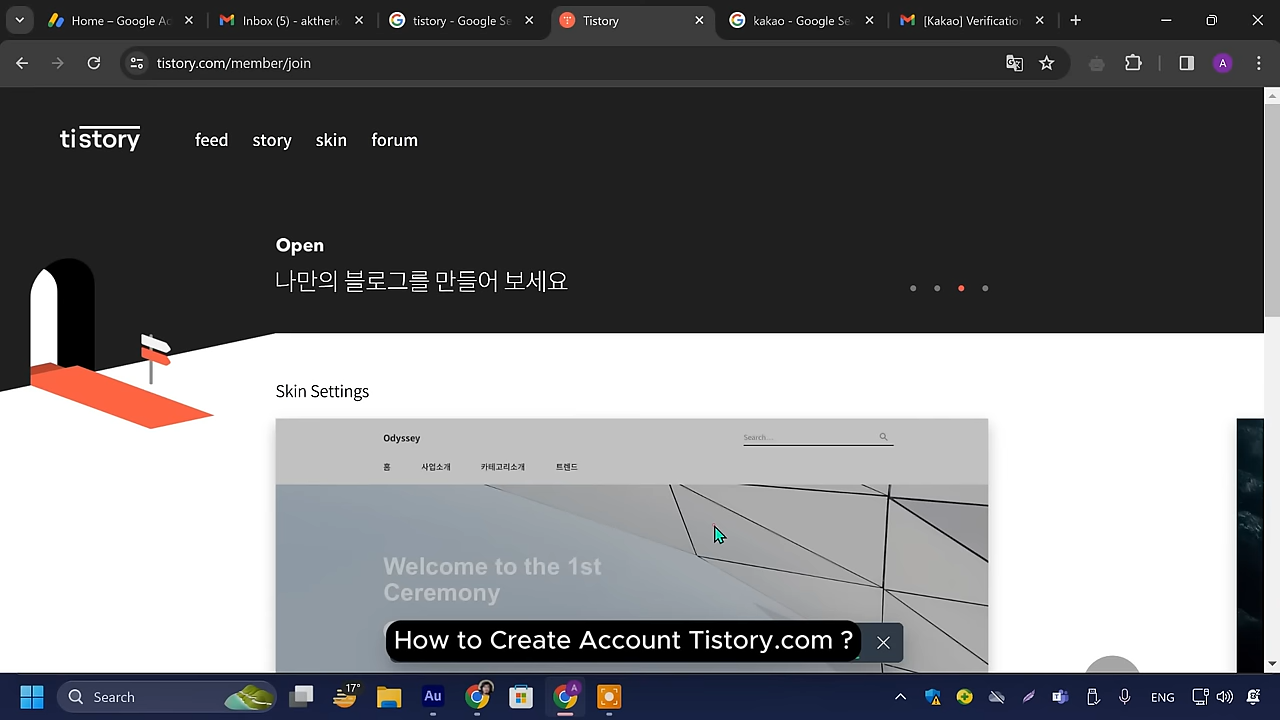 Home – Google Ad
Inbox (5) - aktherk
tistory - Google Se
Tistory
kakao - Google Se
[Kakao] Verification
tistory.com/member/join
A
tistory
feed
story
skin
forum
Open
나만의 블로그를 만들어 보세요
Skin Settings
Odyssey
Search...
홈
사업소개
카테고리소개
트렌드
Welcome to the 1st
Ceremony
How to Create Account Tistory.com ?
Search
17°
Au
A
ENG